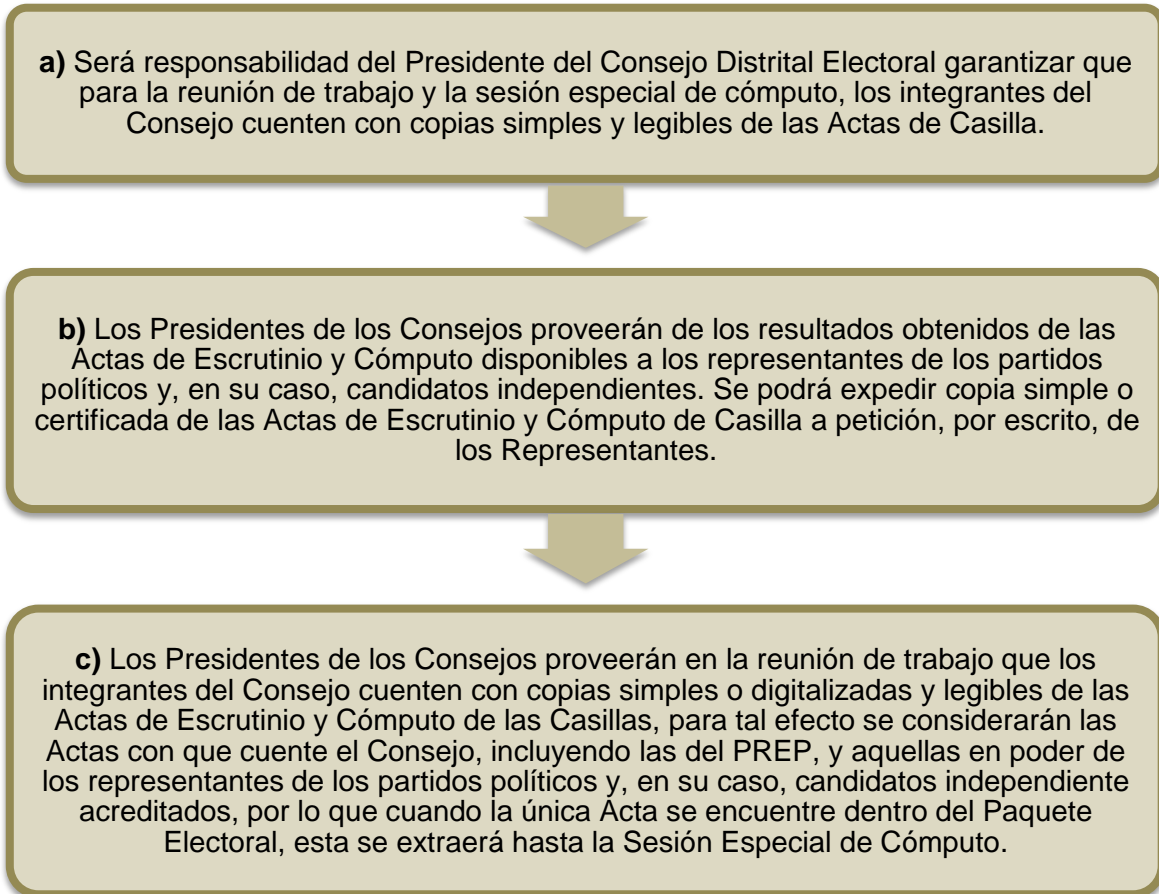 a) Será responsabilidad del Presidente del Consejo Distrital Electoral garantizar que
para la reunión de trabajo y la sesión especial de cómputo, los integrantes del
Consejo cuenten con copias simples y legibles de las Actas de Casilla.
b) Los Presidentes de los Consejos proveerán de los resultados obtenidos de las
Actas de Escrutinio y Cómputo disponibles a los representantes de los partidos
políticos y, en su caso, candidatos independientes. Se podrá expedir copia simple o
certificada de las Actas de Escrutinio y Cómputo de Casilla a petición, por escrito, de
los Representantes.
c) Los Presidentes de los Consejos proveerán en la reunión de trabajo que los
integrantes del Consejo cuenten con copias simples o digitalizadas y legibles de las
Actas de Escrutinio y Cómputo de las Casillas, para tal efecto se considerarán las
Actas con que cuente el Consejo, incluyendo las del PREP, y aquellas en poder de
los representantes de los partidos políticos y, en su caso, candidatos independiente
acreditados, por lo que cuando la única Acta se encuentre dentro del Paquete
Electoral, esta se extraerá hasta la Sesión Especial de Cómputo.